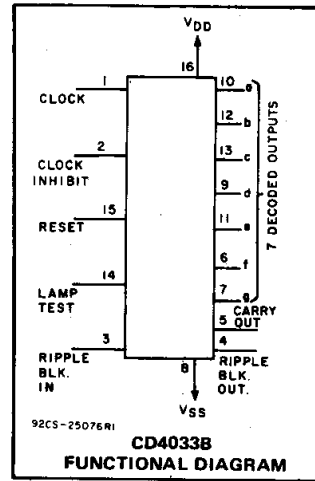 VDD
16
1
CLOCK
2
CLOCK
INHIBIT
15
RESET
14
LAMP
TEST
3
RIPPLE
BLK.
IN
10 a
12 b
13 c
9 d
11 e
6 f
7 g
7 DECODED OUTPUTS
CARRY
OUT
5
4
RIPPLE
BLK.
OUT.
8
VSS
92CS-25076RI
CD4033B
FUNCTIONAL DIAGRAM